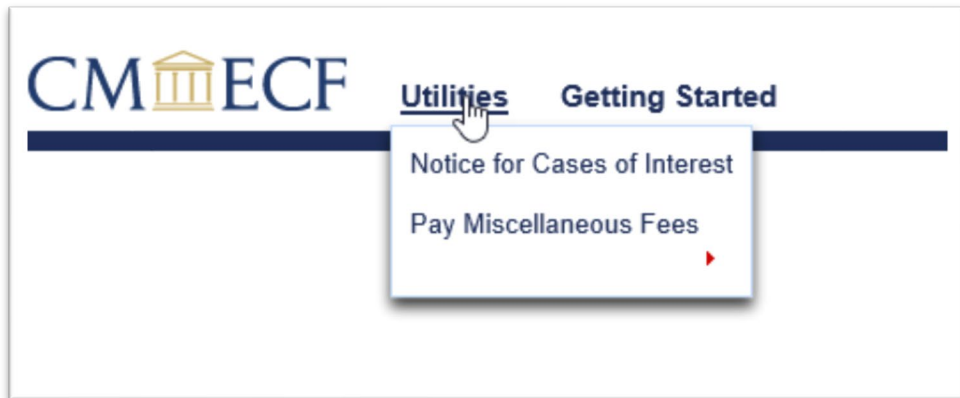 CM ECF
Utilities Getting Started
Notice for Cases of Interest
Pay Miscellaneous Fees